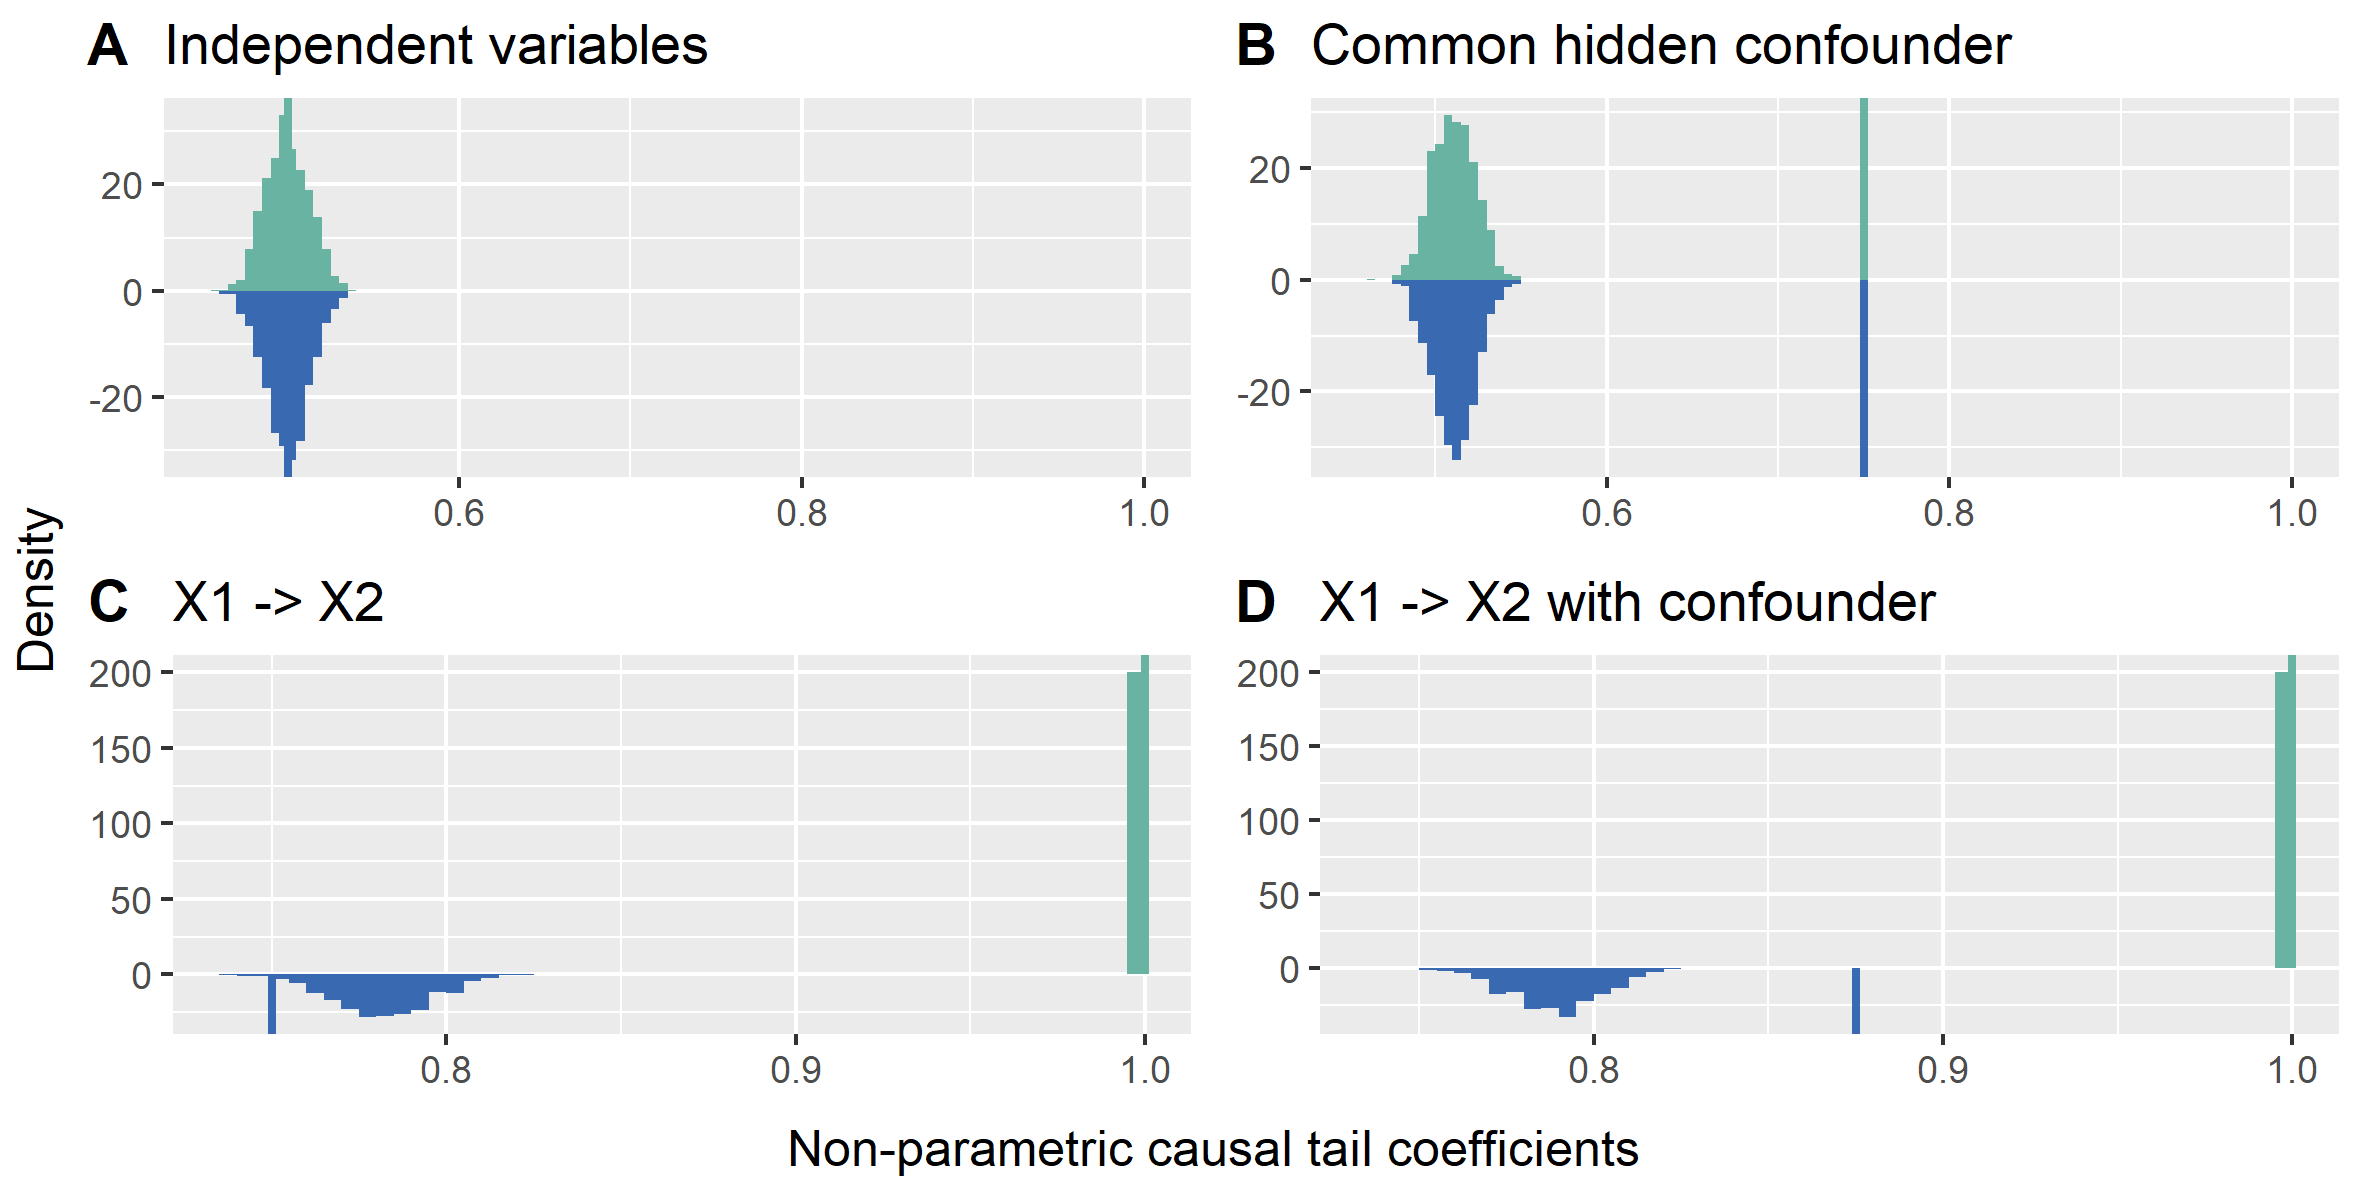 A Independent variables
20
0
-20
0.6 0.8 1.0
B Common hidden confounder
20
0
-20
0.6 0.8 1.0
Density
C X1 -> X2
200
150
100
50
0
0.8 0.9 1.0
D X1 -> X2 with confounder
200
150
100
50
0
0.8 0.9 1.0
Non-parametric causal tail coefficients